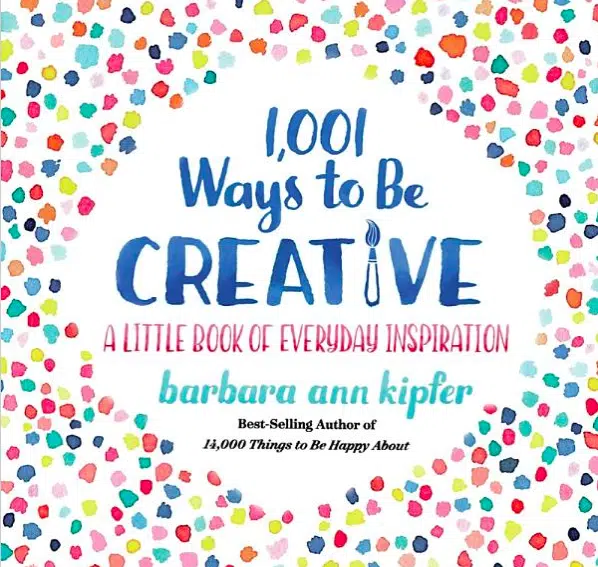 1,001
Ways to Be
CREATIVE
A LITTLE BOOK OF EVERYDAY INSPIRATION
barbara ann kipfer
Best-Selling Author of
14,000 Things to Be Happy About